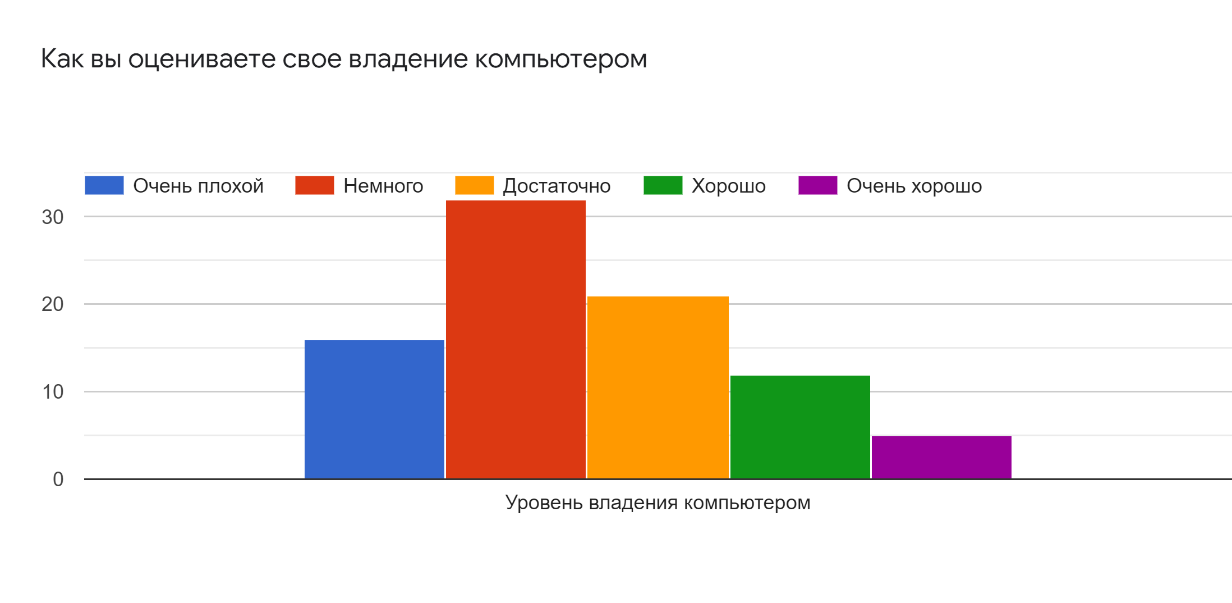 Как вы оцениваете свое владение компьютером
Очень плохой Немного Достаточно Хорошо Очень хорошо
30
20
10
0
Уровень владения компьютером